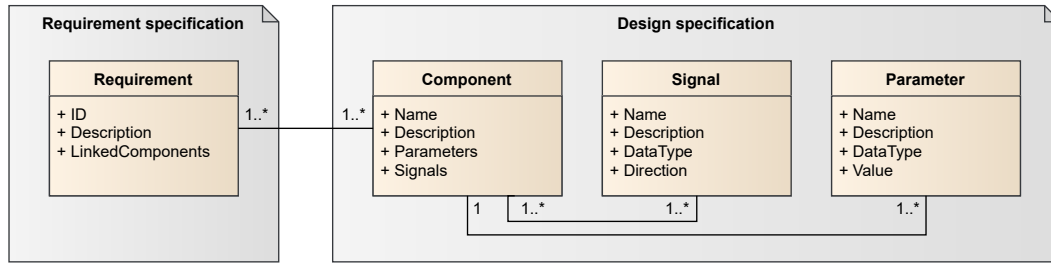 Requirement specification
Design specification
Requirement
+ ID
+ Description
+ LinkedComponents
1..*
1..*
Component
+ Name
+ Description
+ Parameters
+ Signals
Signal
+ Name
+ Description
+ DataType
+ Direction
Parameter
+ Name
+ Description
+ DataType
+ Value
1
1..*
1..*
1..*